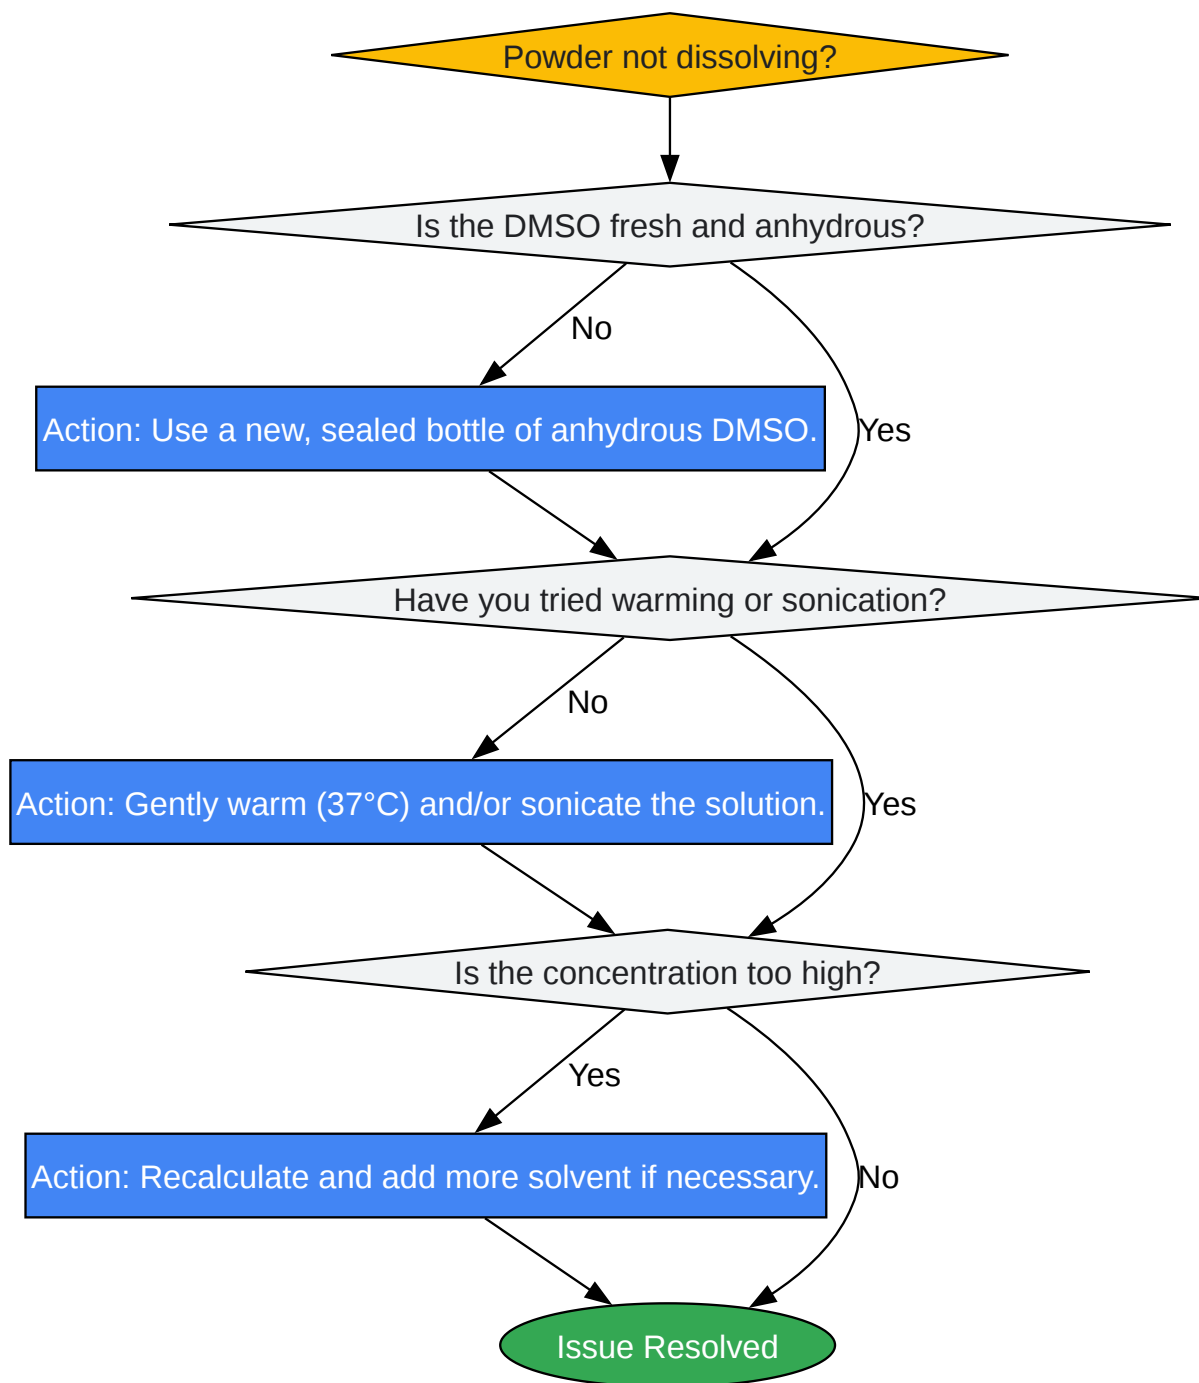 Powder not dissolving?
Is the DMSO fresh and anhydrous?
No
Action: Use a new, sealed bottle of anhydrous DMSO.
Yes
Have you tried warming or sonication?
No
Action: Gently warm (37°C) and/or sonicate the solution.
Yes
Is the concentration too high?
Yes
Action: Recalculate and add more solvent if necessary.
No
Issue Resolved